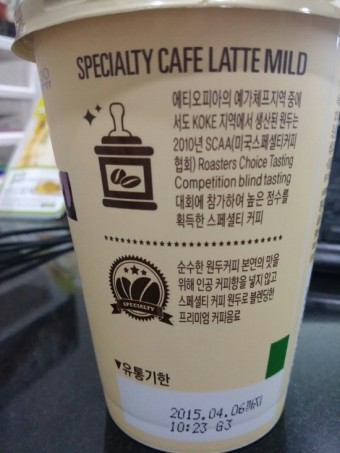 SPECIALTY CAFE LATTE MILD
에티오피아의 예가체프지역 중에
서도 KOKE 지역에서 생산된 원두는
2010년 SCAA(미국스페셜티커피
협회) Roasters Choice Tasting
Competition blind tasting
대회에 참가하여 높은 점수를
획득한 스페셜티 커피
순수한 원두커피 본연의 맛을
위해 인공 커피향을 넣지 않고
스페셜티 커피 원두로 블렌딩한
프리미엄 커피음료
SPECIALTY
▼유통기한
2015.04.06까지
10:23 G3